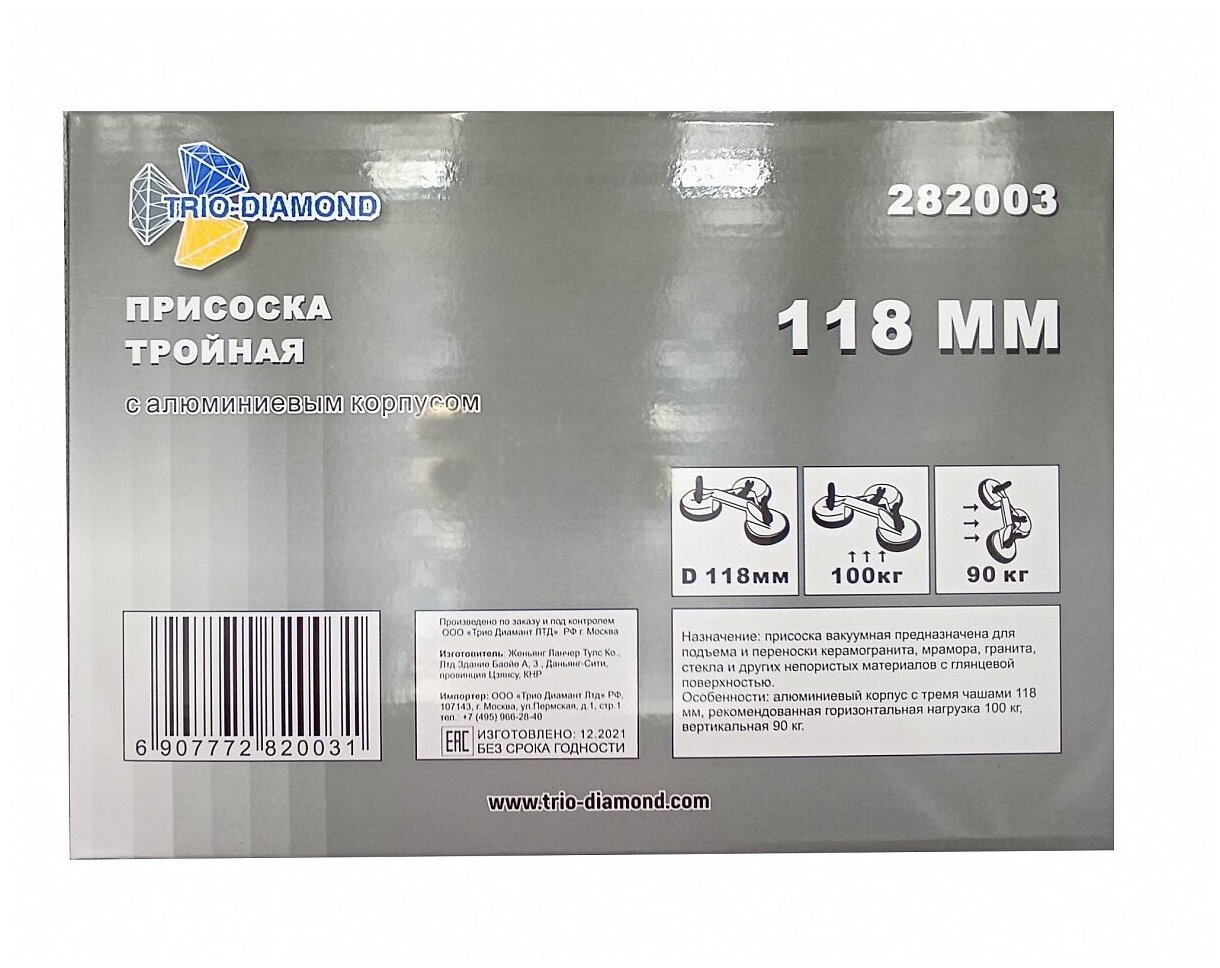 TRIO-DIAMOND
282003
ПРИСОСКА
ТРОЙНАЯ
с алюминиевым корпусом
118 ММ
D 118мм
100кг
90 кг
6 907772 820031
Произведено по заказу и под контролем
ООО «Трио Диамант ЛТД». РФ г. Москва
Изготовитель: Женьянг Ланчер Тулс Ко.,
Лтд Здание Баойе А, 3 , Даньянг-Сити,
провинция Цзянсу, КНР
Импортер: ООО «Трио Диамант Лтд» РФ,
107143, г. Москва, ул.Пермская, д.1, стр.1
тел.: +7 (495) 966-28-40
EAC
ИЗГОТОВЛЕНО: 12.2021
БЕЗ СРОКА ГОДНОСТИ
Назначение: присоска вакуумная предназначена для
подъема и переноски керамогранита, мрамора, гранита,
стекла и других непористых материалов с глянцевой
поверхностью.
Особенности: алюминиевый корпус с тремя чашами 118
мм, рекомендованная горизонтальная нагрузка 100 кг,
вертикальная 90 кг.
www.trio-diamond.com